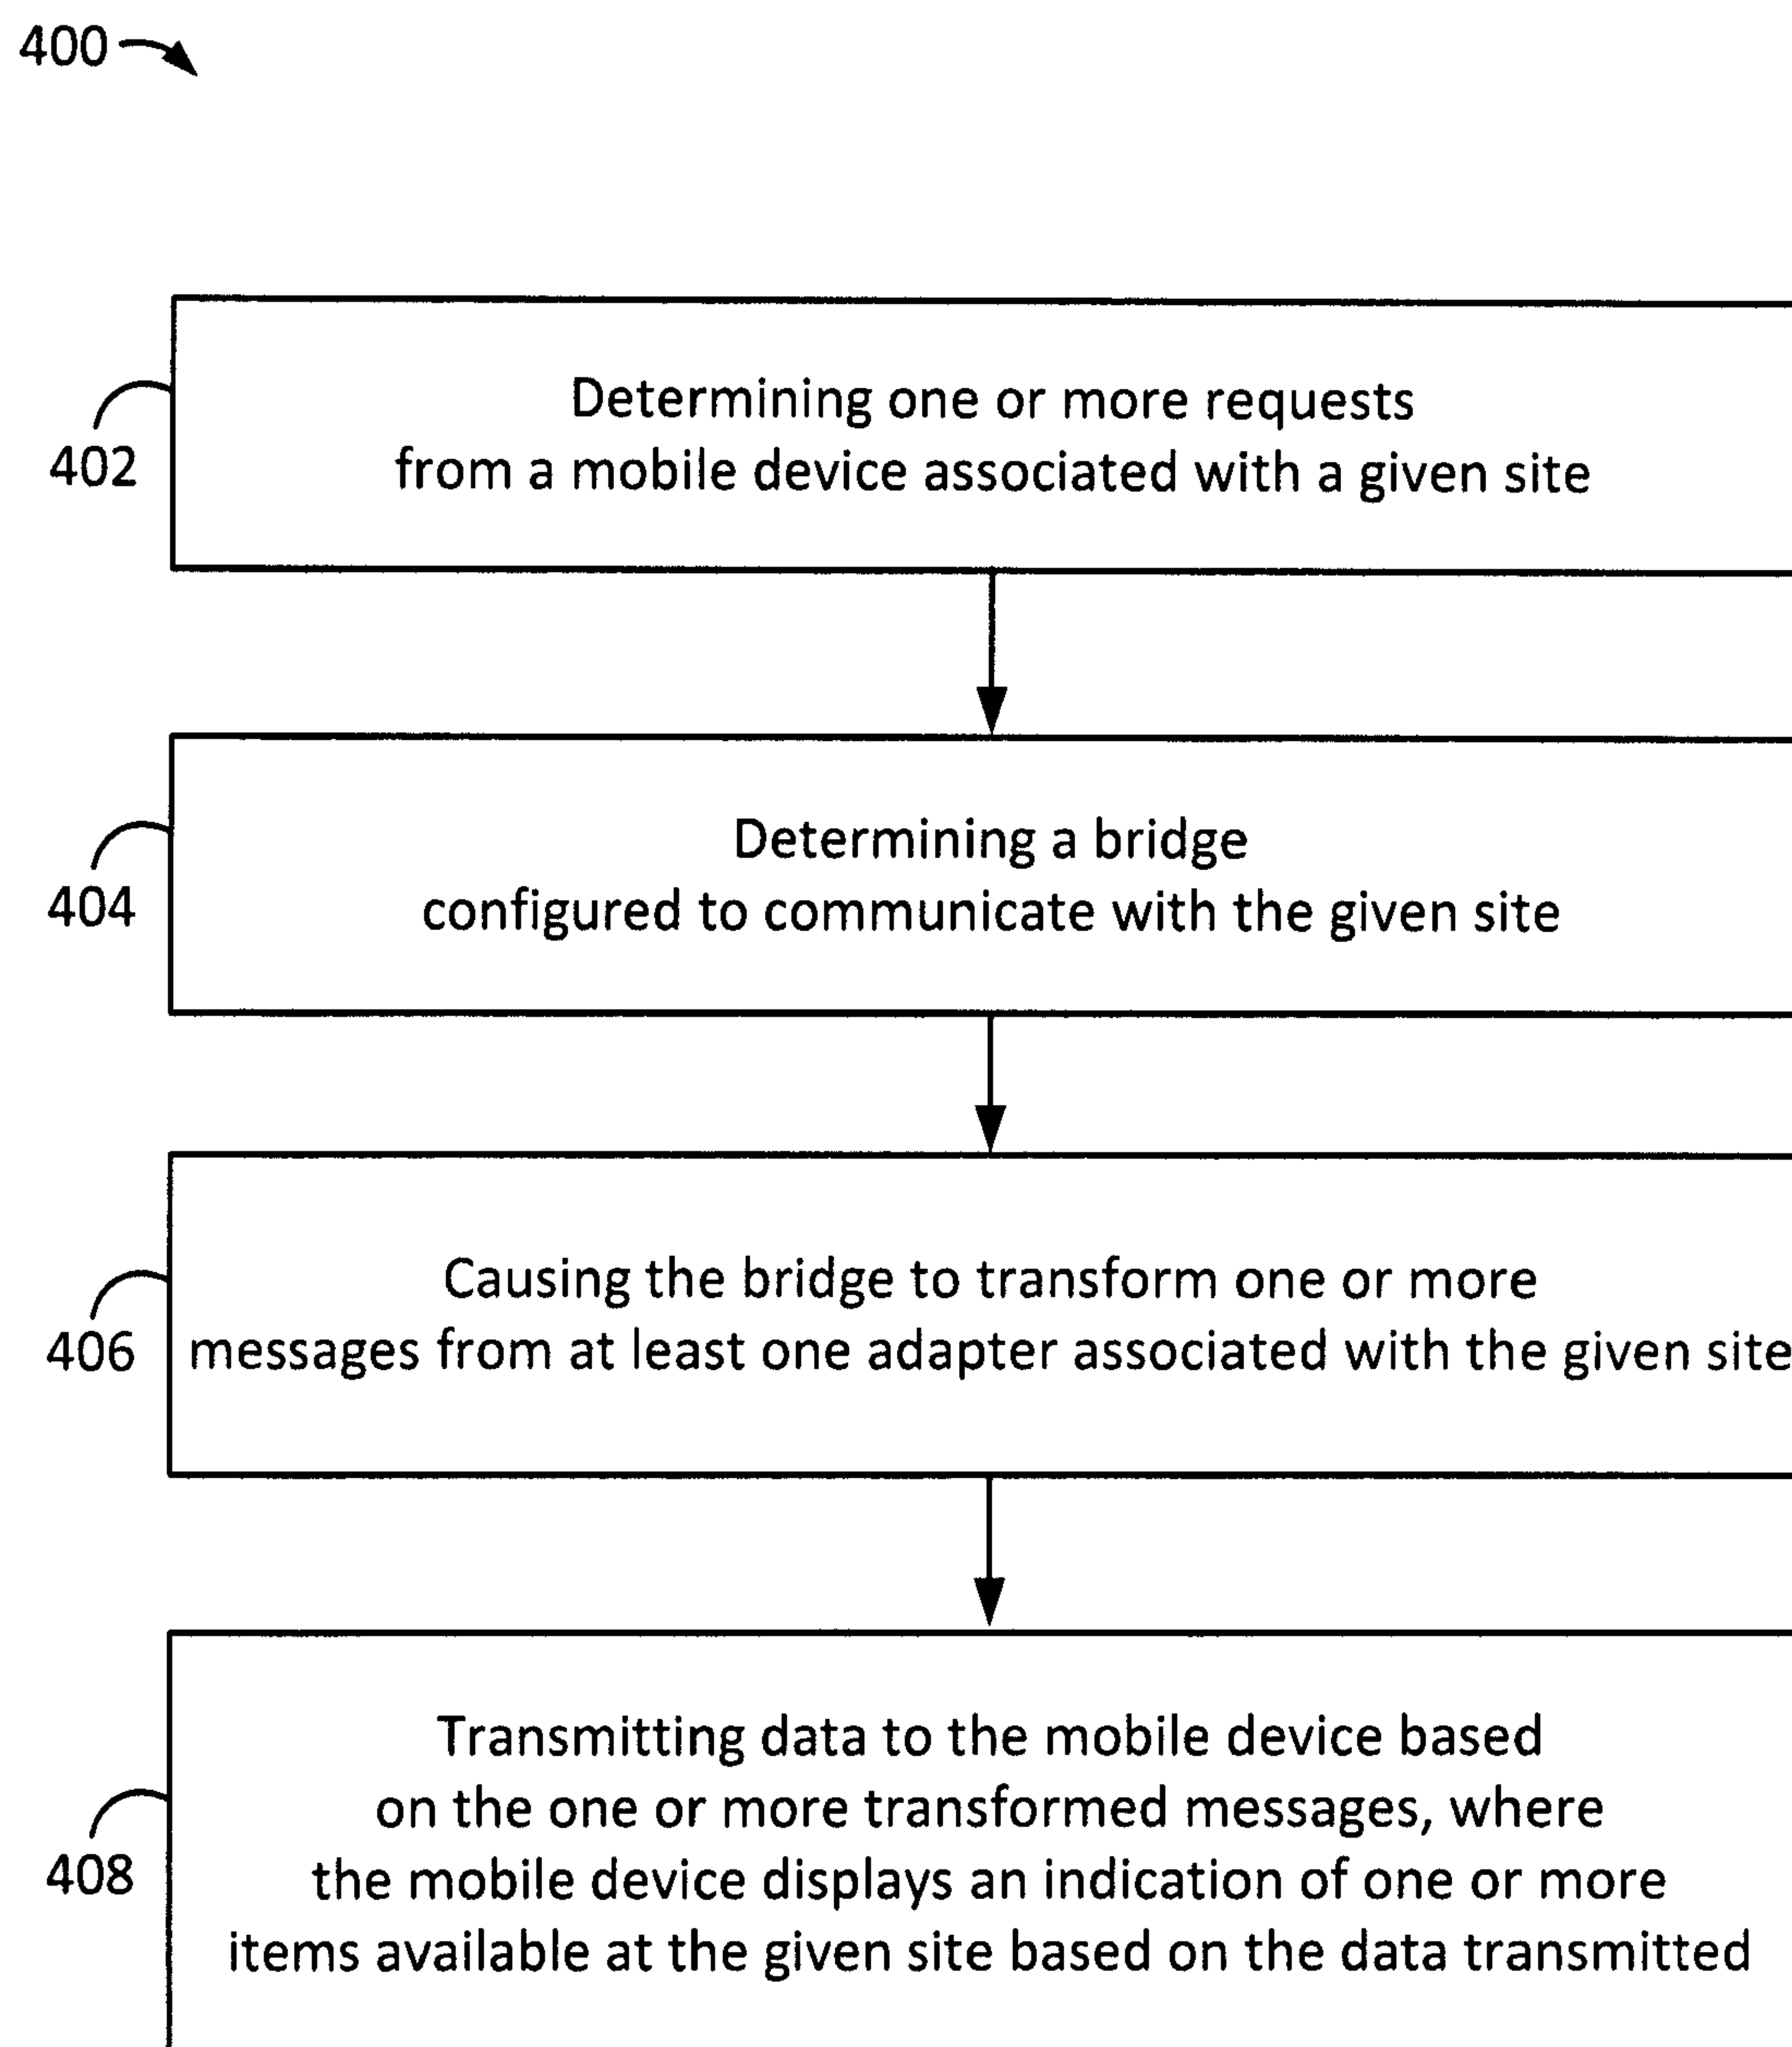 400
Determining one or more requests
from a mobile device associated with a given site
402
Determining a bridge
configured to communicate with the given site
404
Causing the bridge to transform one or more
messages from at least one adapter associated with the given site
406
Transmitting data to the mobile device based
on the one or more transformed messages, where
the mobile device displays an indication of one or more
items available at the given site based on the data transmitted
408